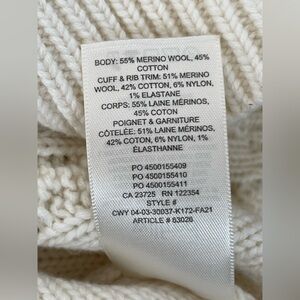 BODY: 55% MERINO WOOL, 45%
COTTON
CUFF & RIB TRIM: 51% MERINO
WOOL, 42% COTTON, 6% NYLON,
1% ELASTANE
CORPS: 55% LAINE MÉRINOS,
45% COTON
POIGNET & GARNITURE
CÔTELÉE: 51% LAINE MÉRINOS,
42% COTON, 6% NYLON, 1%
ÉLASTHANNE
PO 4500155409
PO 4500155410
PO 4500155411
CA 23725 RN 122354
STYLE #
CWY 04-03-30037-K172-FA21
ARTICLE # 83028